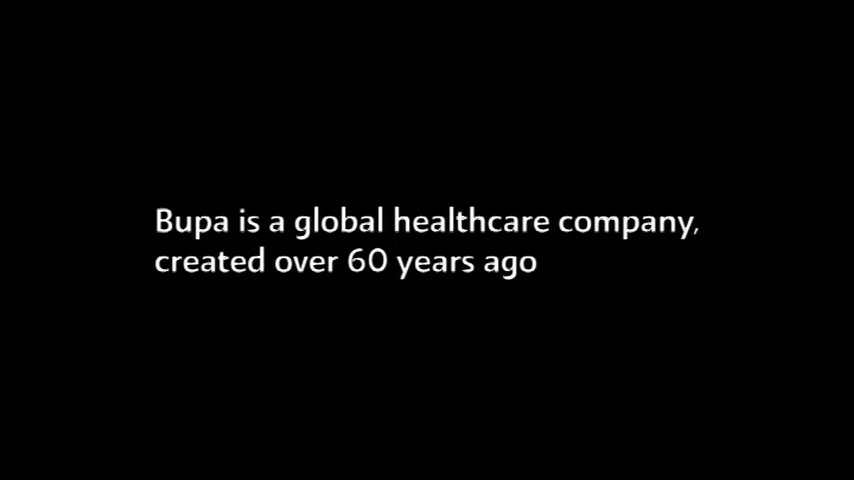 Bupa is a global healthcare company,
created over 60 years ago